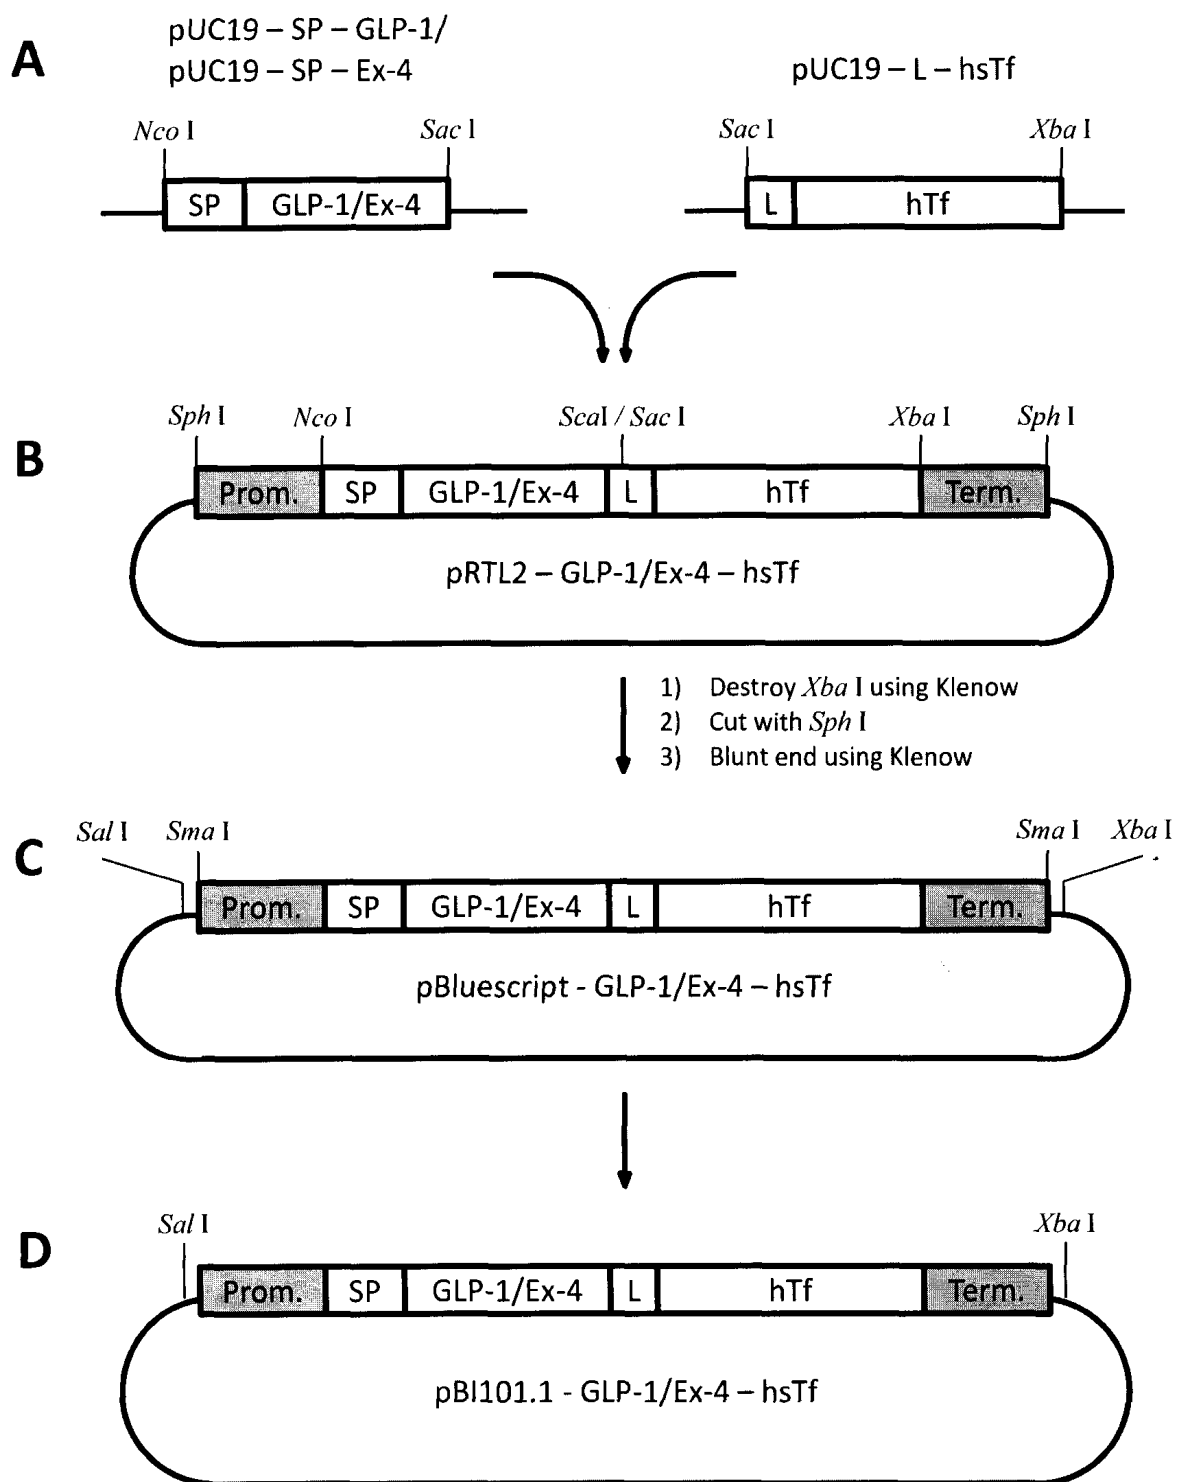 A
pUC19 – SP – GLP-1/
pUC19 – SP – Ex-4
pUC19 – L – hsTf
Nco I
Sac I
Sac I
Xba I
SP
GLP-1/Ex-4
L
hTf
B
Sph I
Nco I
ScaI / Sac I
Xba I
Sph I
Prom.
SP
GLP-1/Ex-4
L
hTf
Term.
pRTL2 – GLP-1/Ex-4 – hsTf
1) Destroy Xba I using Klenow
2) Cut with Sph I
3) Blunt end using Klenow
C
Sal I
Sma I
Sma I
Xba I
Prom.
SP
GLP-1/Ex-4
L
hTf
Term.
pBluescript - GLP-1/Ex-4 – hsTf
D
Sal I
Xba I
Prom.
SP
GLP-1/Ex-4
L
hTf
Term.
pBI101.1 - GLP-1/Ex-4 – hsTf